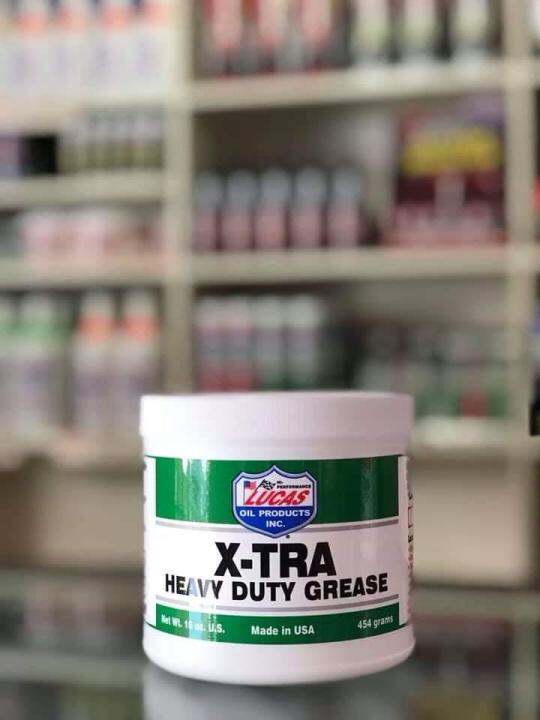 HI-PERFORMANCE
LUCAS
OIL PRODUCTS
INC.
X-TRA
HEAVY DUTY GREASE
Net Wt. 16 oz. U.S. Made in USA 454 grams